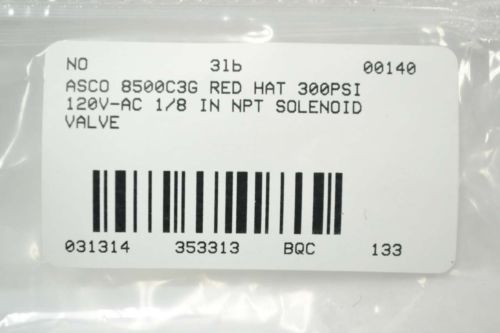 NO 3lb 00140
ASCO 8500C3G RED HAT 300PSI
120V-AC 1/8 IN NPT SOLENOID
VALVE
031314 353313 BQC 133